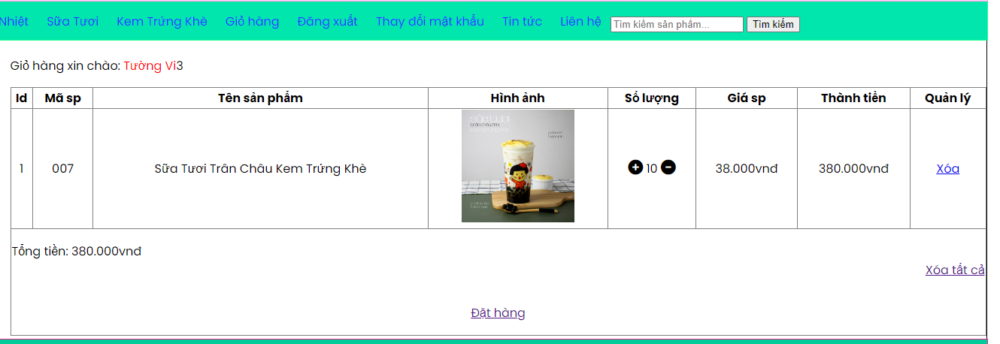 Nhiệt Sữa Tươi Kem Trứng Khè Giỏ hàng Đăng xuất Thay đổi mật khẩu Tin tức Liên hệ Tìm kiếm sản phẩm... Tìm kiếm
Giỏ hàng xin chào: Tường Vi3
Id Mã sp Tên sản phẩm Hình ảnh Số lượng Giá sp Thành tiền Quản lý
sữa tươi
1 007 Sữa Tươi Trân Châu Kem Trứng Khè 10 38.000vnđ 380.000vnđ Xóa
Tổng tiền: 380.000vnđ
Xóa tất cả
Đặt hàng